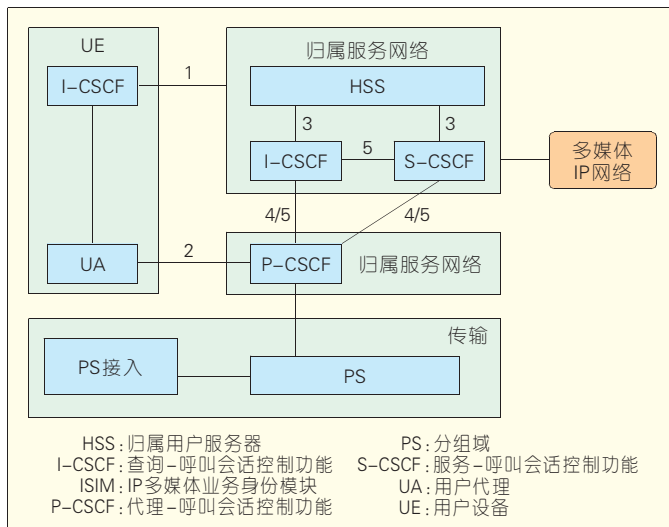 UE
I-CSCF
UA
1
2
归属服务网络
HSS
3
3
I-CSCF
5
S-CSCF
多媒体
IP网络
4/5
4/5
P-CSCF
归属服务网络
传输
PS接入
PS
HSS:归属用户服务器
I-CSCF:查询-呼叫会话控制功能
ISIM:IP多媒体业务身份模块
P-CSCF:代理-呼叫会话控制功能
PS:分组域
S-CSCF:服务-呼叫会话控制功能
UA:用户代理
UE:用户设备